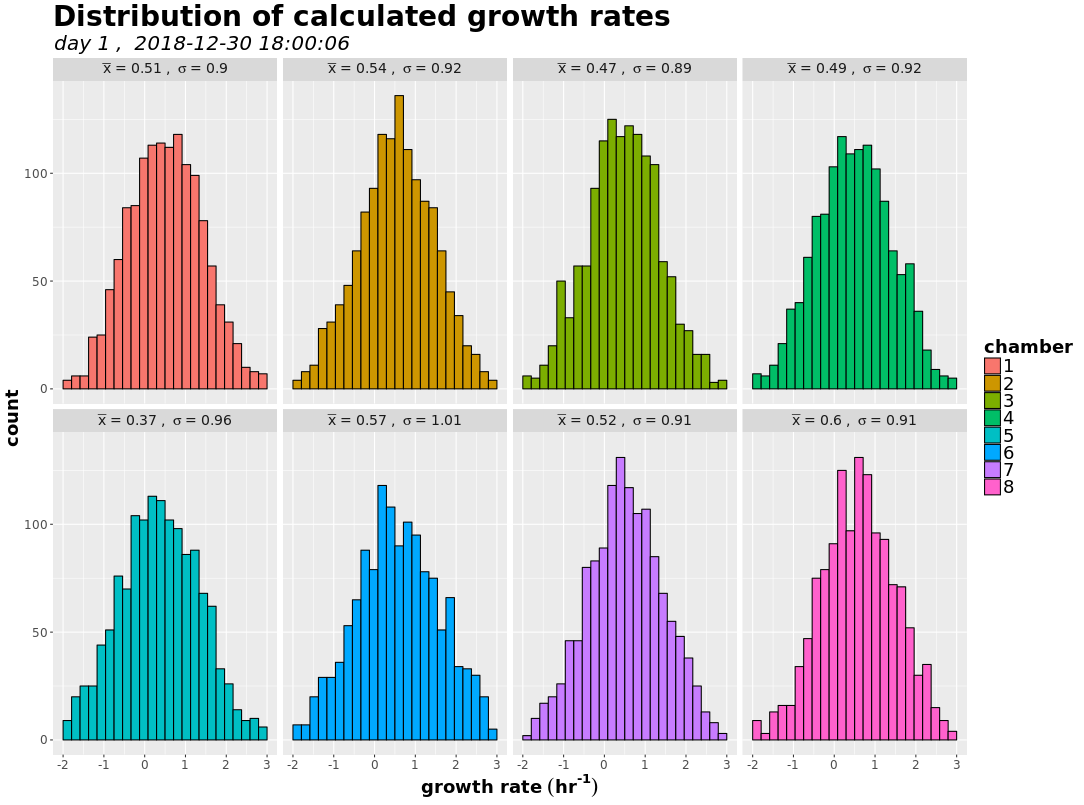 Distribution of calculated growth rates
day 1 ,  2018-12-30 18:00:06
x̅ = 0.51 ,  σ = 0.9
x̅ = 0.54 ,  σ = 0.92
x̅ = 0.47 ,  σ = 0.89
x̅ = 0.49 ,  σ = 0.92
100
50
0
x̅ = 0.37 ,  σ = 0.96
x̅ = 0.57 ,  σ = 1.01
x̅ = 0.52 ,  σ = 0.91
x̅ = 0.6 ,  σ = 0.91
100
50
0
-2 -1 0 1 2 3
-2 -1 0 1 2 3
-2 -1 0 1 2 3
-2 -1 0 1 2 3
count
growth rate (hr⁻¹)
chamber
1
2
3
4
5
6
7
8